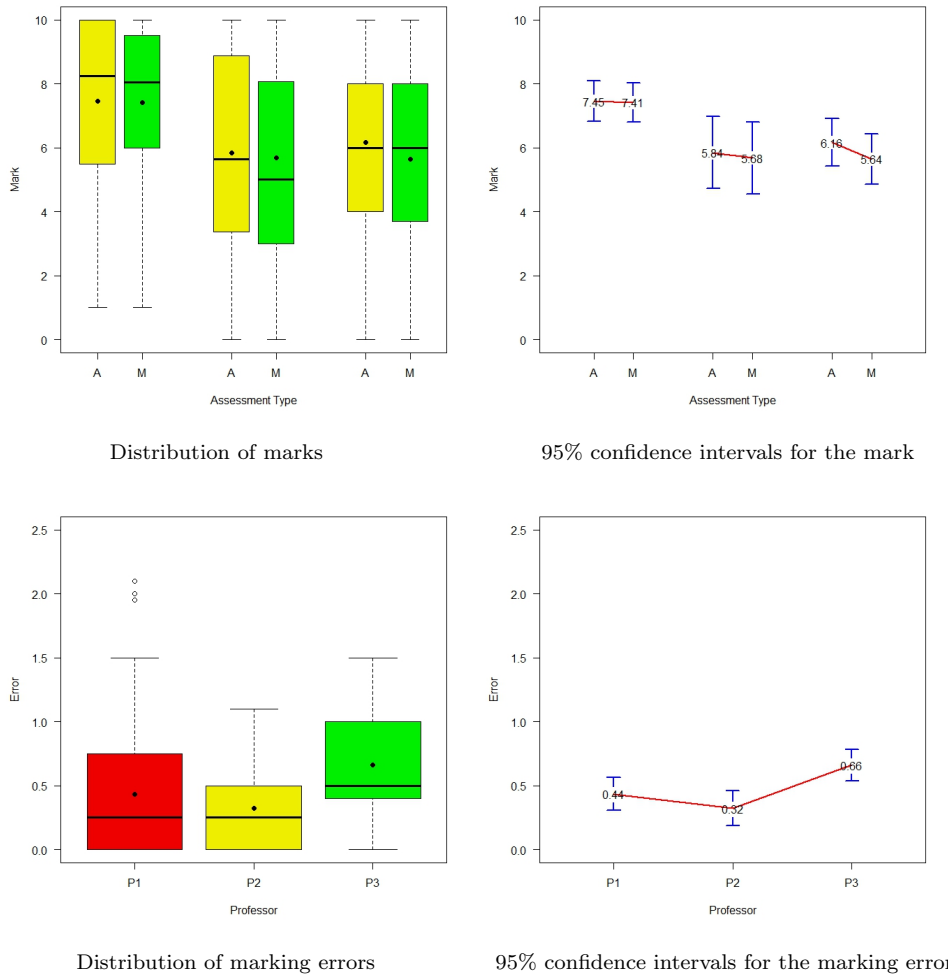 10
8
6
4
2
0
Mark
A M A M A M
Assessment Type
Distribution of marks
10
8
6
4
2
0
Mark
7.45 7.41
5.84 5.68
6.16 5.64
A M A M A M
Assessment Type
95% confidence intervals for the mark
2.5
2.0
1.5
1.0
0.5
0.0
Error
P1 P2 P3
Professor
Distribution of marking errors
2.5
2.0
1.5
1.0
0.5
0.0
Error
0.44 0.32 0.66
P1 P2 P3
Professor
95% confidence intervals for the marking error